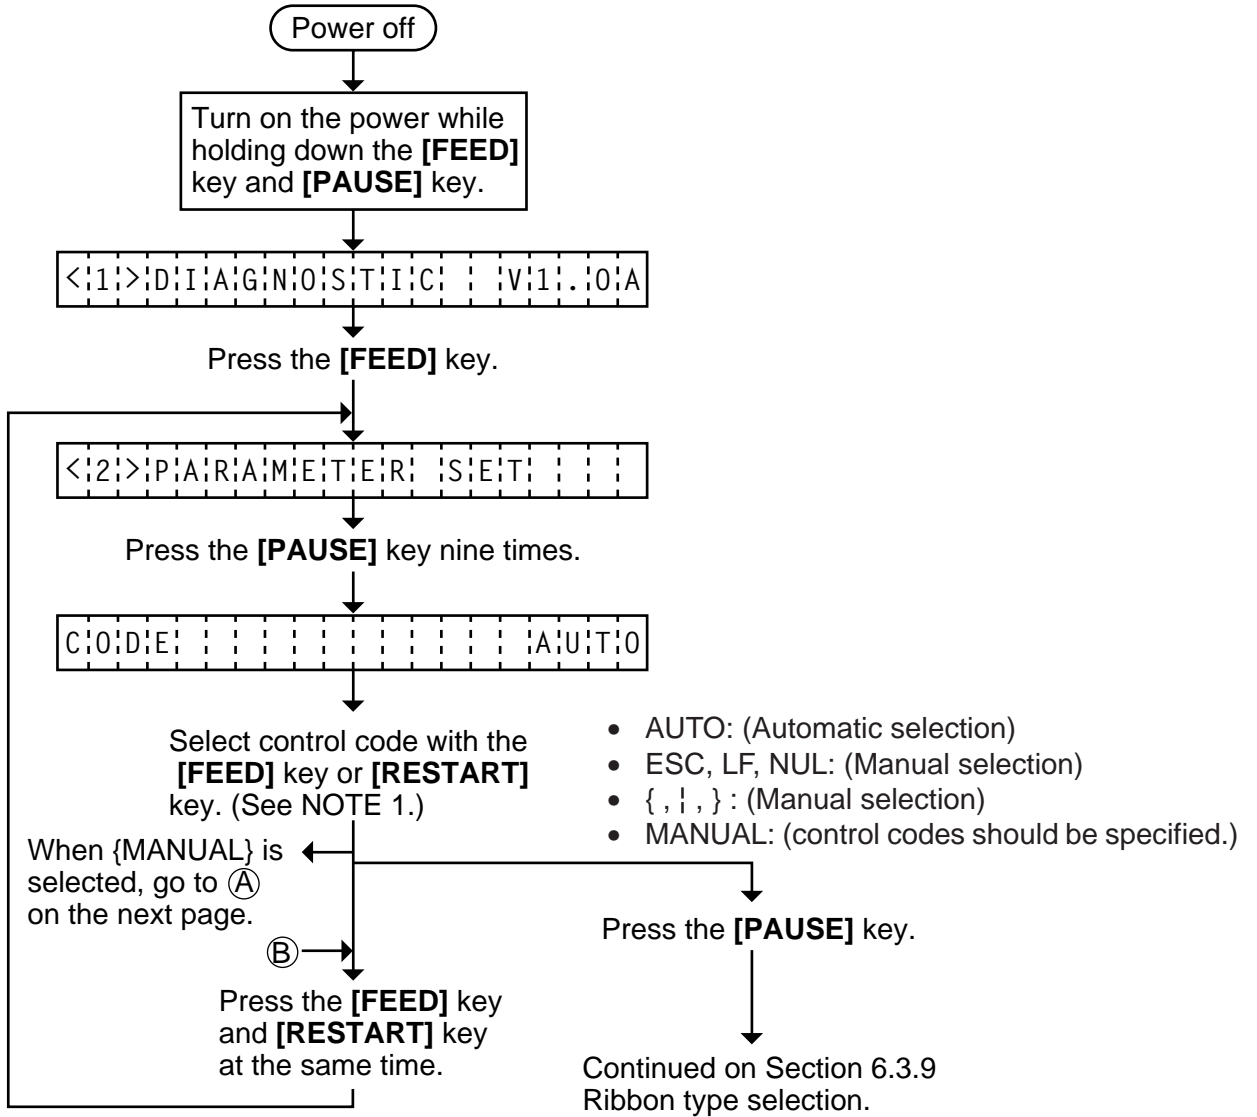 Power off
Turn on the power while
holding down the [FEED]
key and [PAUSE] key.
<1>DIAGNOSTIC  V1.0A
Press the [FEED] key.
<2>PARAMETER SET
Press the [PAUSE] key nine times.
CODE            AUTO
Select control code with the
[FEED] key or [RESTART]
key. (See NOTE 1.)
• AUTO: (Automatic selection)
• ESC, LF, NUL: (Manual selection)
• { , ¦ , } : (Manual selection)
• MANUAL: (control codes should be specified.)
When {MANUAL} is
selected, go to Ⓐ
on the next page.
Ⓑ
Press the [FEED] key
and [RESTART] key
at the same time.
Press the [PAUSE] key.
Continued on Section 6.3.9
Ribbon type selection.